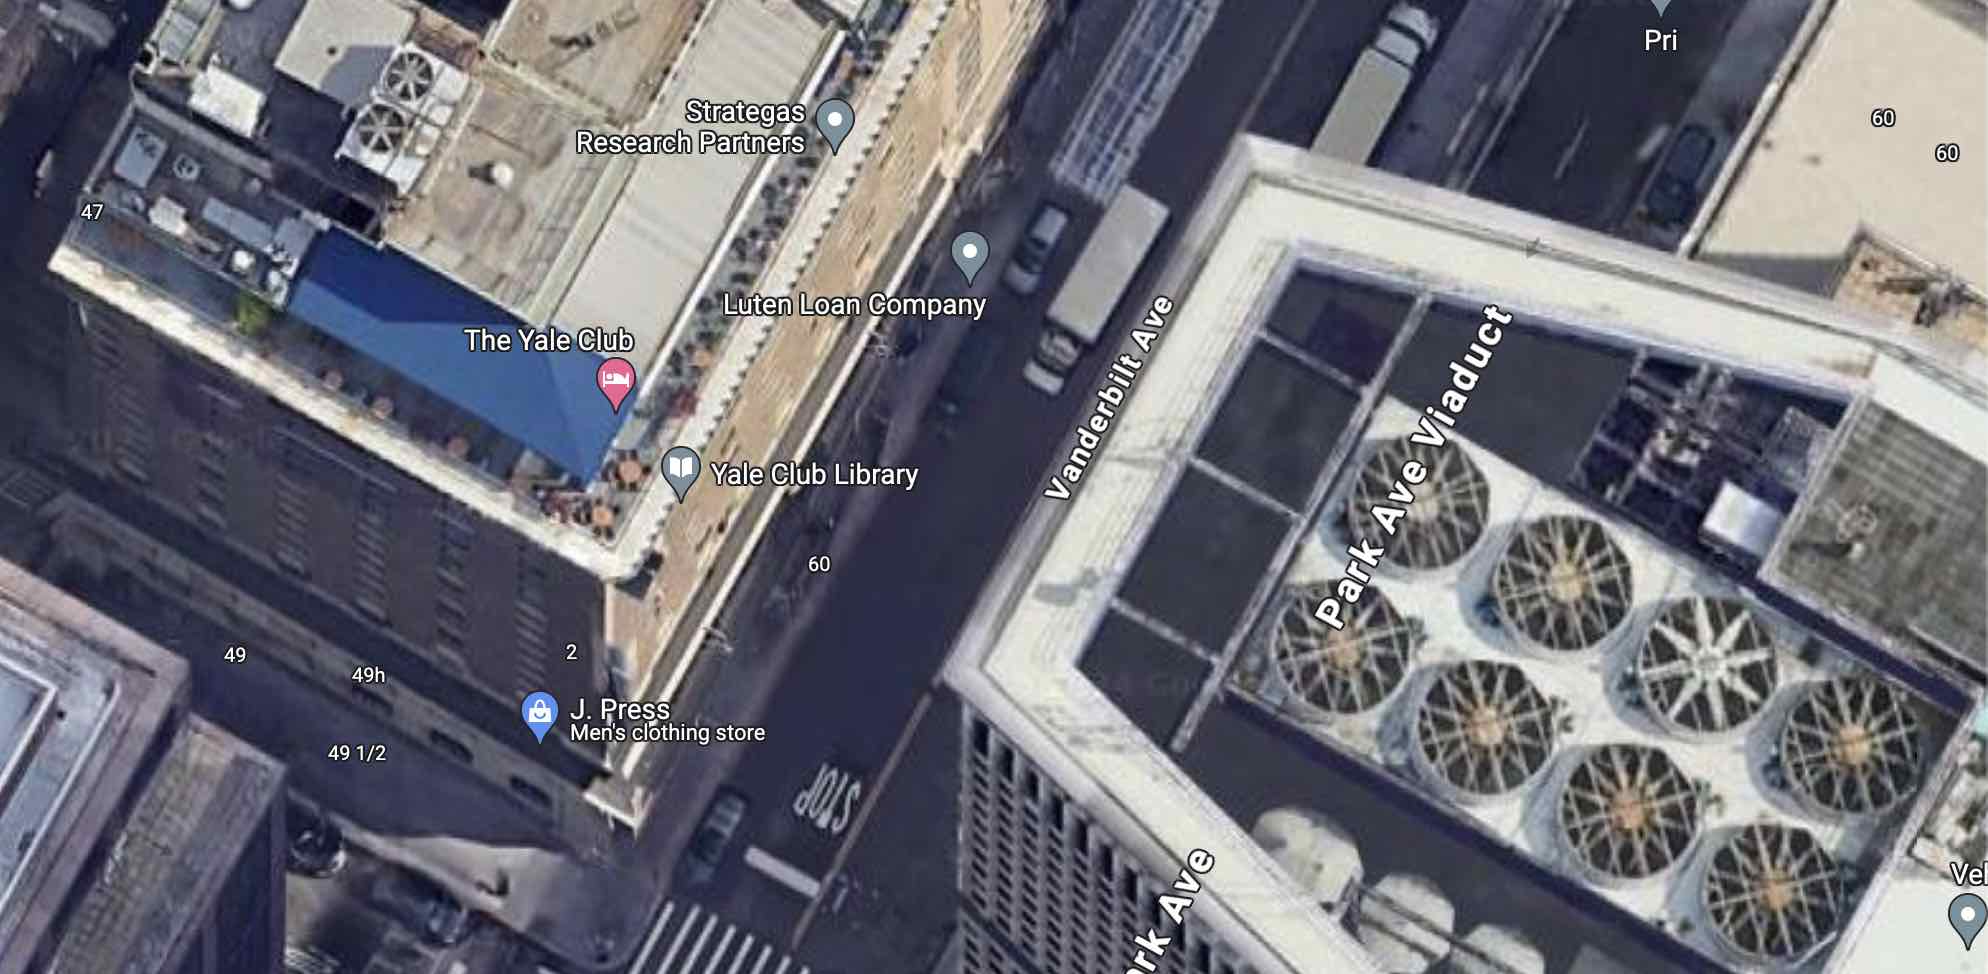 Pri
60
60
Strategas
Research Partners
47
Luten Loan Company
The Yale Club
Vanderbilt Ave
Park Ave Viaduct
Yale Club Library
60
49
2
49h
J. Press
Men's clothing store
49 1/2
STOP
ark Ave
Vel